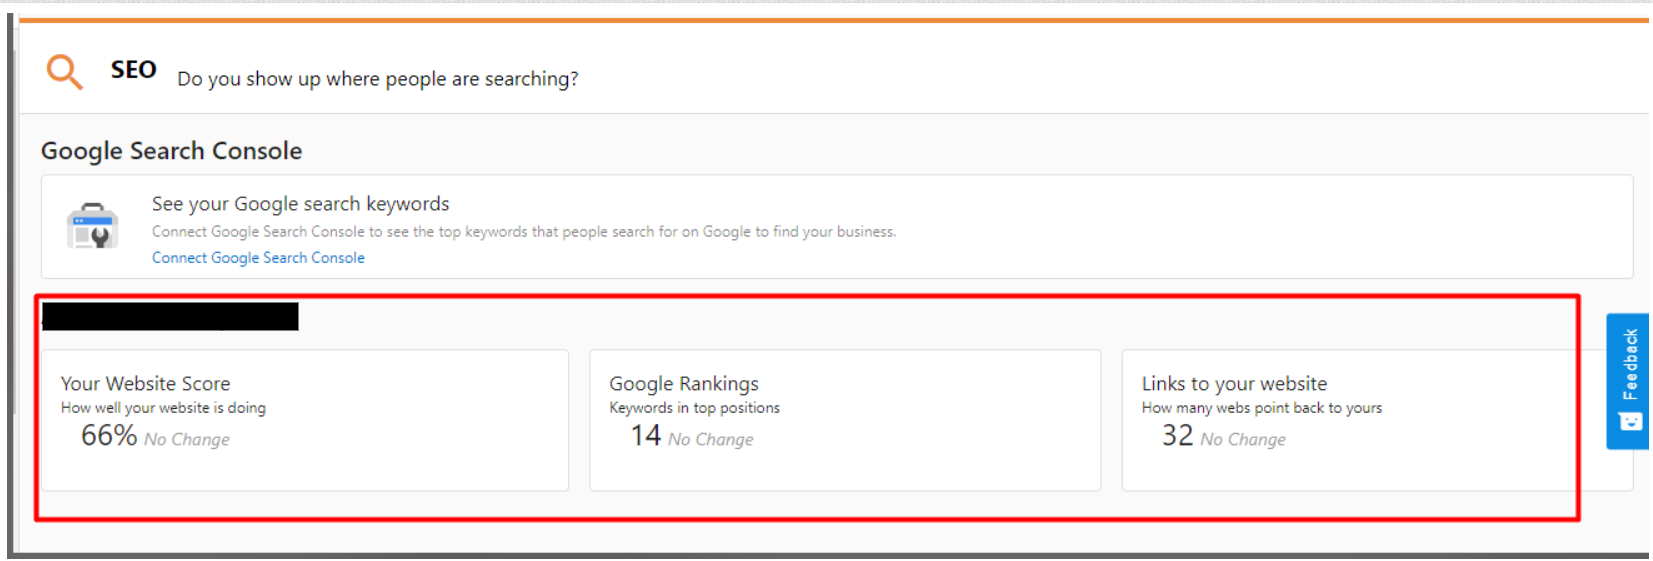 SEO Do you show up where people are searching?
Google Search Console
See your Google search keywords
Connect Google Search Console to see the top keywords that people search for on Google to find your business.
Connect Google Search Console
Your Website Score
How well your website is doing
66% No Change
Google Rankings
Keywords in top positions
14 No Change
Links to your website
How many webs point back to yours
32 No Change
Feedback